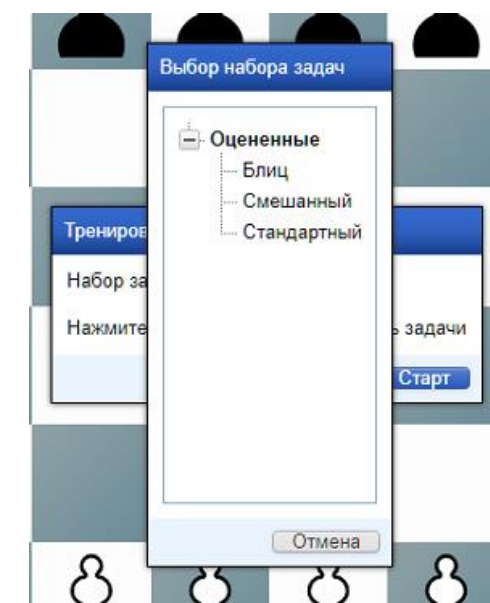 Выбор набора задач
Оцененные
Блиц
Смешанный
Стандартный
Трениров
Набор за
Нажмите
ь задачи
Старт
Отмена